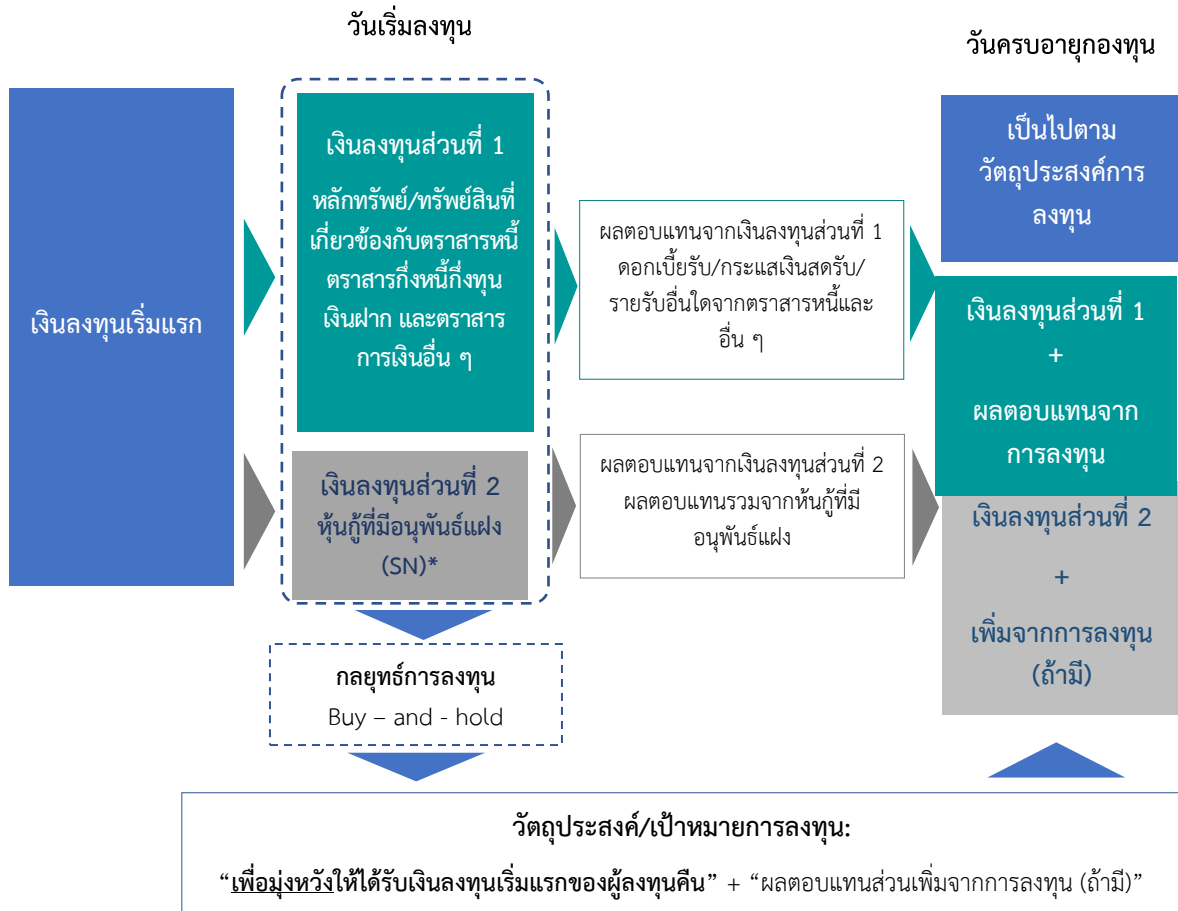 วันเริ่มลงทุน
วันครบอายุกองทุน
เงินลงทุนเริ่มแรก
เงินลงทุนส่วนที่ 1
หลักทรัพย์/ทรัพย์สินที่
เกี่ยวข้องกับตราสารหนี้
ตราสารกึ่งหนี้กึ่งทุน
เงินฝาก และตราสาร
การเงินอื่น ๆ
ผลตอบแทนจากเงินลงทุนส่วนที่ 1
ดอกเบี้ยรับ/กระแสเงินสดรับ/
รายรับอื่นใดจากตราสารหนี้และ
อื่น ๆ
เป็นไปตาม
วัตถุประสงค์การ
ลงทุน
เงินลงทุนส่วนที่ 1
+
ผลตอบแทนจาก
การลงทุน
เงินลงทุนส่วนที่ 2
หุ้นกู้ที่มีอนุพันธ์แฝง
(SN)*
ผลตอบแทนจากเงินลงทุนส่วนที่ 2
ผลตอบแทนรวมจากหุ้นกู้ที่มี
อนุพันธ์แฝง
เงินลงทุนส่วนที่ 2
+
เพิ่มจากการลงทุน
(ถ้ามี)
กลยุทธ์การลงทุน
Buy – and - hold
วัตถุประสงค์/เป้าหมายการลงทุน:
“เพื่อมุ่งหวังให้ได้รับเงินลงทุนเริ่มแรกของผู้ลงทุนคืน” + “ผลตอบแทนส่วนเพิ่มจากการลงทุน (ถ้ามี)”